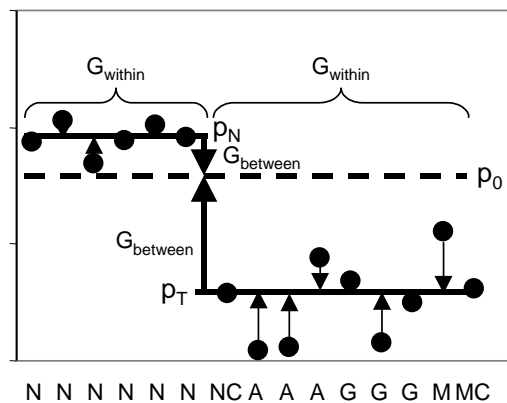 G_within G_within
p_N
G_between
p_0
G_between
p_T
N N N N N N NC A A A G G G M MC